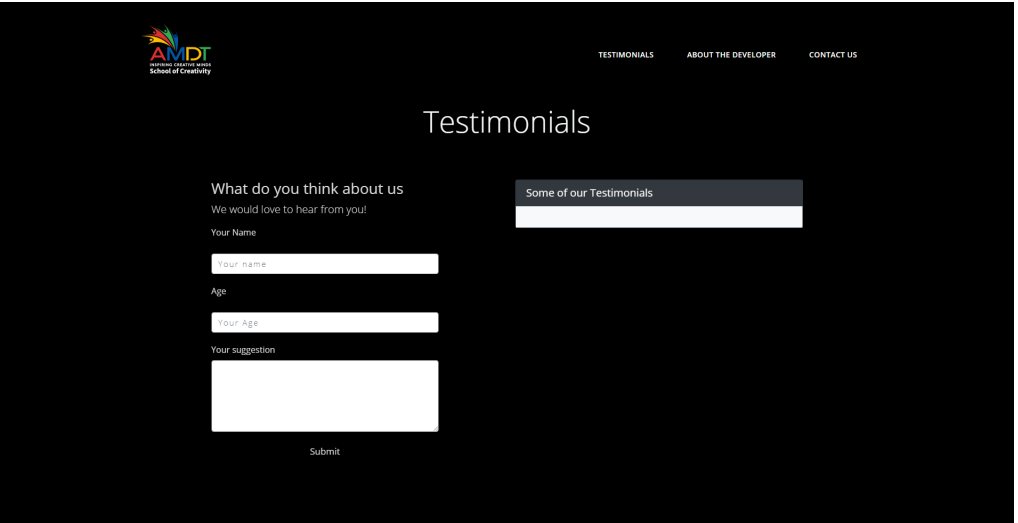 AMDT
INSPIRING CREATIVE MINDS
School of Creativity
TESTIMONIALS
ABOUT THE DEVELOPER
CONTACT US
Testimonials
What do you think about us
We would love to hear from you!
Your Name
Your name
Age
Your Age
Your suggestion
Submit
Some of our Testimonials